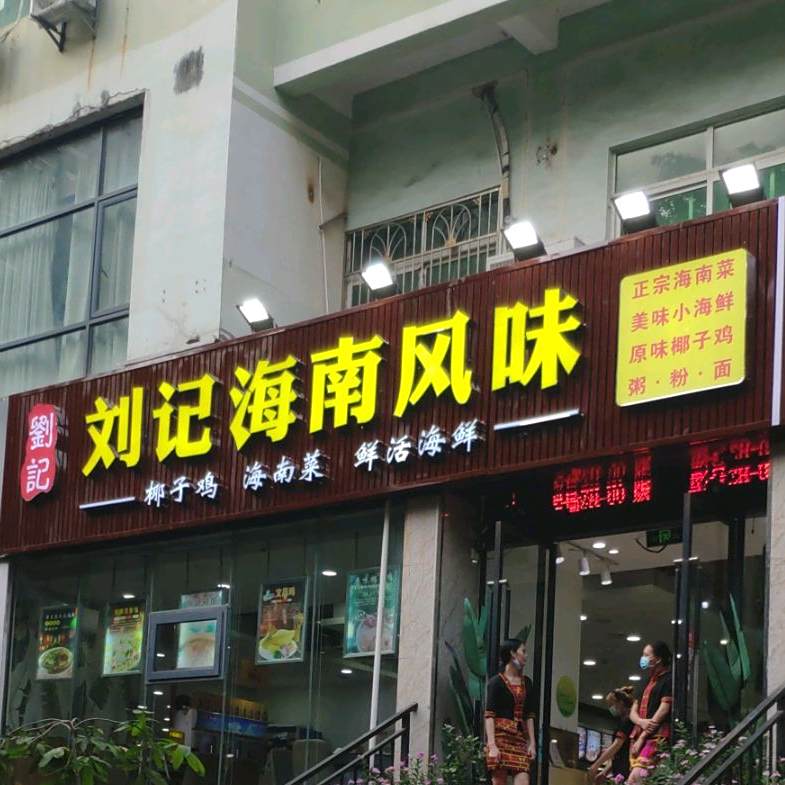 劉記
刘记海南风味
椰子鸡 海南菜 鲜活海鲜
正宗海南菜
美味小海鲜
原味椰子鸡
粥·粉·面